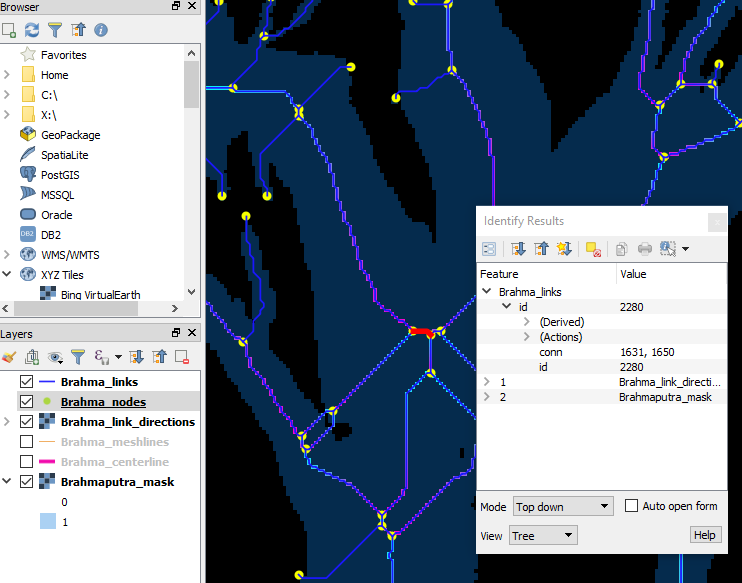 Browser
Favorites
Home
C:\
X:\
GeoPackage
SpatiaLite
PostGIS
MSSQL
Oracle
DB2
DB2
WMS/WMTS
XYZ Tiles
Bing VirtualEarth
Layers
Brahma_links
Brahma_nodes
Brahma_link_directions
Brahma_meshlines
Brahma_centerline
Brahmaputra_mask
0
1
Identify Results
Feature Value
Brahma_links
id 2280
(Derived)
(Actions)
conn 1631, 1650
id 2280
1 Brahma_link_directi...
2 Brahmaputra_mask
Mode Top down Auto open form
View Tree Help